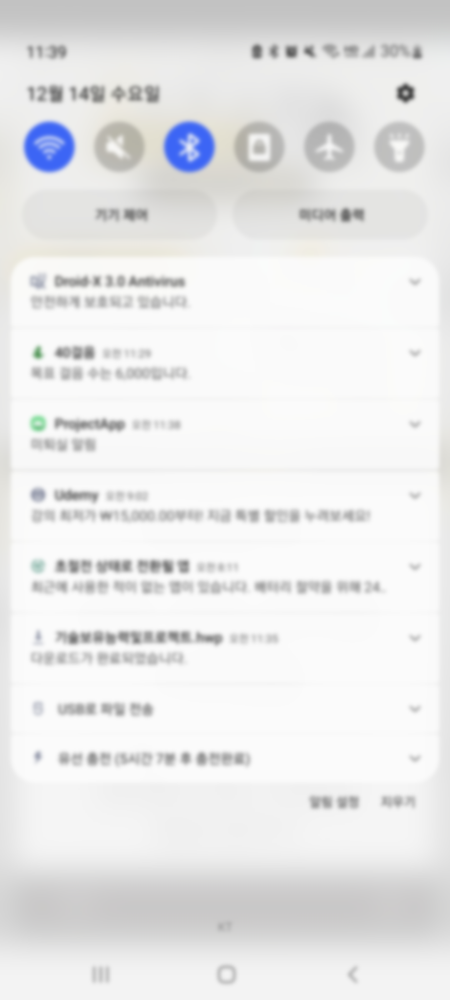 11:39
30%
12월 14일 수요일
기기 제어
미디어 출력
Droid-X 3.0 Antivirus
안전하게 보호되고 있습니다.
40걸음 오전 11:29
목표 걸음 수는 6,000입니다.
ProjectApp 오전 11:38
미퇴실 알림
Udemy 오전 9:02
강의 최저가 ₩15,000.00부터! 지금 특별 할인을 누려보세요!
초절전 상태로 전환될 앱 오전 8:11
최근에 사용한 적이 없는 앱이 있습니다. 배터리 절약을 위해 24..
기술보유능력및프로젝트.hwp 오전 11:35
다운로드가 완료되었습니다.
USB로 파일 전송
유선 충전 (5시간 7분 후 충전완료)
알림 설정 지우기
KT